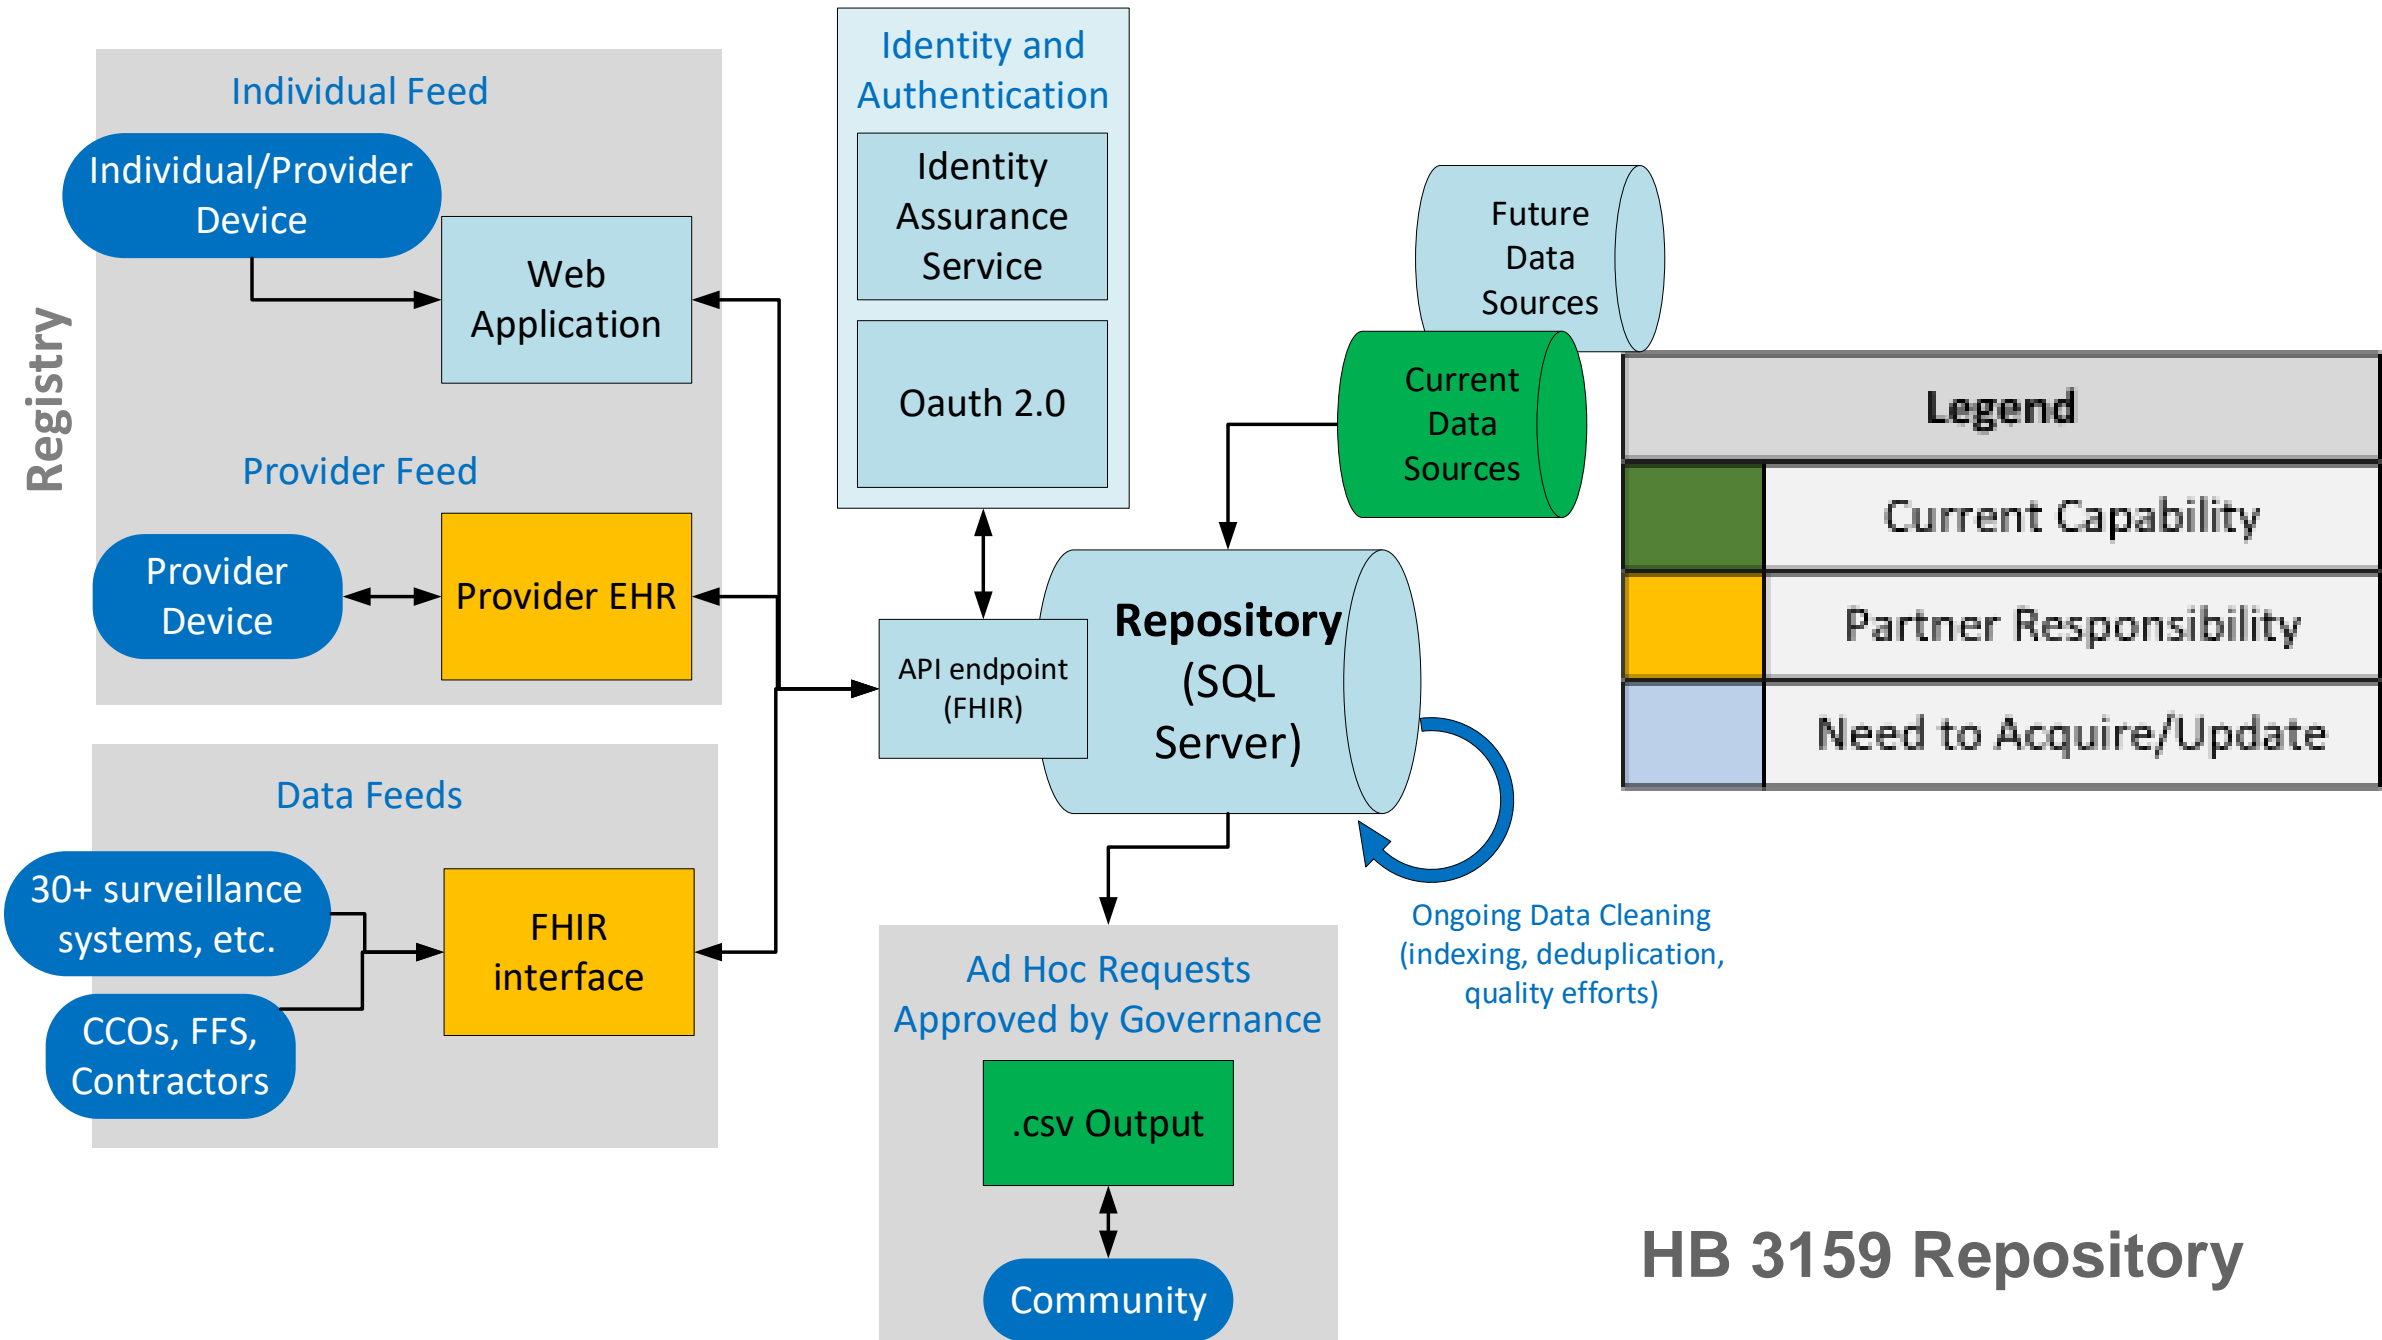 Registry
Individual Feed
Individual/Provider
Device
Web
Application
Provider Feed
Provider
Device
Provider EHR
Data Feeds
30+ surveillance
systems, etc.
CCOs, FFS,
Contractors
FHIR
interface
Identity and
Authentication
Identity
Assurance
Service
Oauth 2.0
API endpoint
(FHIR)
Repository
(SQL
Server)
Future
Data
Sources
Current
Data
Sources
Legend
Current Capability
Partner Responsibility
Need to Acquire/Update
Ongoing Data Cleaning
(indexing, deduplication,
quality efforts)
Ad Hoc Requests
Approved by Governance
.csv Output
Community
HB 3159 Repository